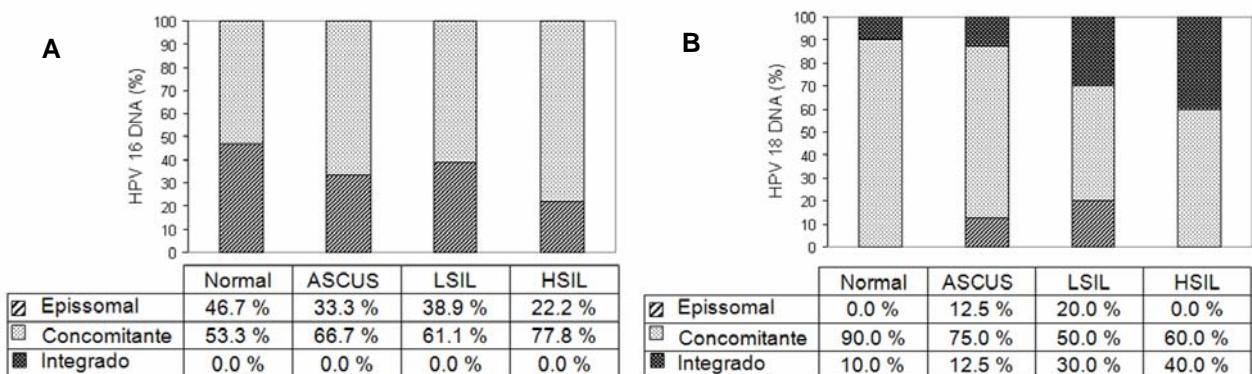 A
HPV 16 DNA (%)
100
90
80
70
60
50
40
30
20
10
0
Normal ASCUS LSIL HSIL
Epissomal 46.7 % 33.3 % 38.9 % 22.2 %
Concomitante 53.3 % 66.7 % 61.1 % 77.8 %
Integrado 0.0 % 0.0 % 0.0 % 0.0 %
B
HPV 18 DNA (%)
100
90
80
70
60
50
40
30
20
10
0
Normal ASCUS LSIL HSIL
Epissomal 0.0 % 12.5 % 20.0 % 0.0 %
Concomitante 90.0 % 75.0 % 50.0 % 60.0 %
Integrado 10.0 % 12.5 % 30.0 % 40.0 %